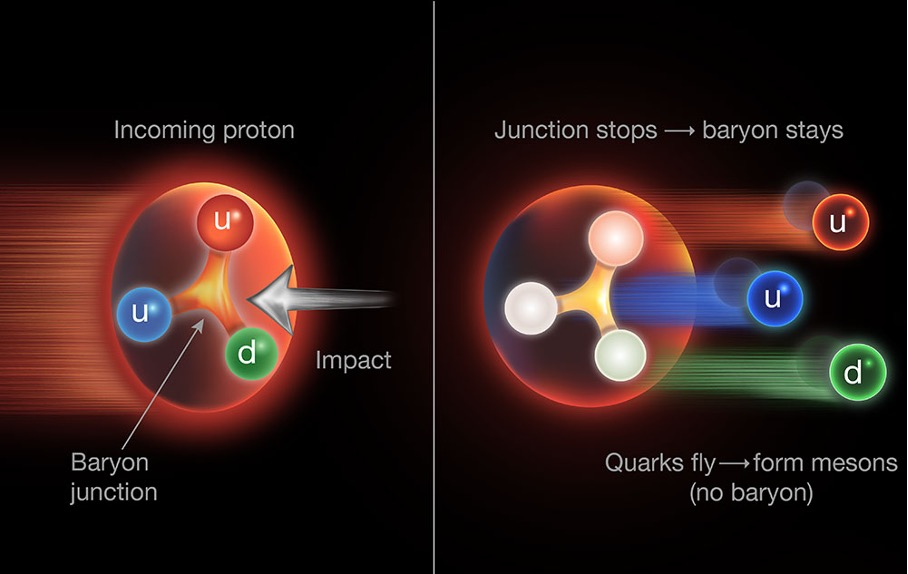 Incoming proton
u
u
d
Impact
Baryon
junction
Junction stops → baryon stays
u
u
d
Quarks fly → form mesons
(no baryon)